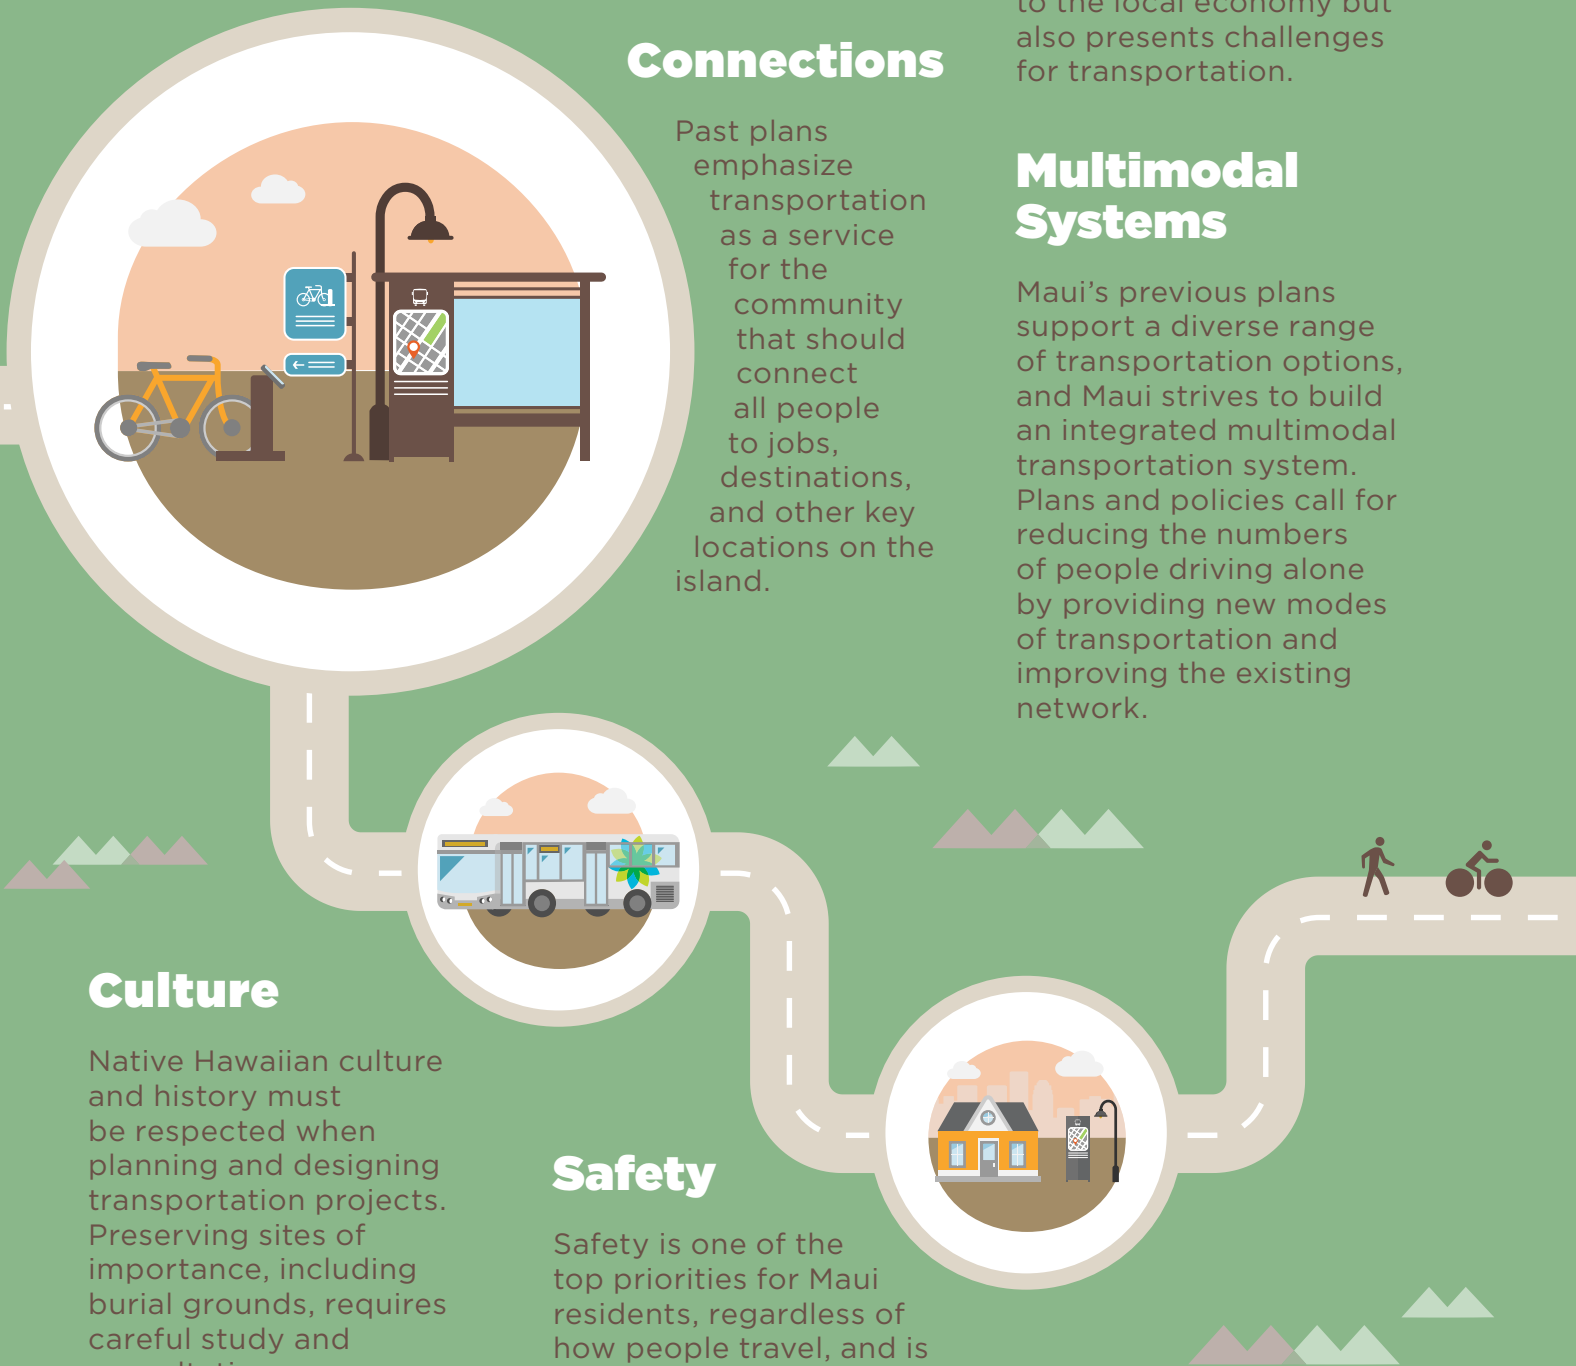 Connections
Past plans
emphasize
transportation
as a service
for the
community
that should
connect
all people
to jobs,
destinations,
and other key
locations on the
island.
to the local economy but
also presents challenges
for transportation.
Multimodal
Systems
Maui’s previous plans
support a diverse range
of transportation options,
and Maui strives to build
an integrated multimodal
transportation system.
Plans and policies call for
reducing the numbers
of people driving alone
by providing new modes
of transportation and
improving the existing
network.
Culture
Native Hawaiian culture
and history must
be respected when
planning and designing
transportation projects.
Preserving sites of
importance, including
burial grounds, requires
careful study and
Safety
Safety is one of the
top priorities for Maui
residents, regardless of
how people travel, and is